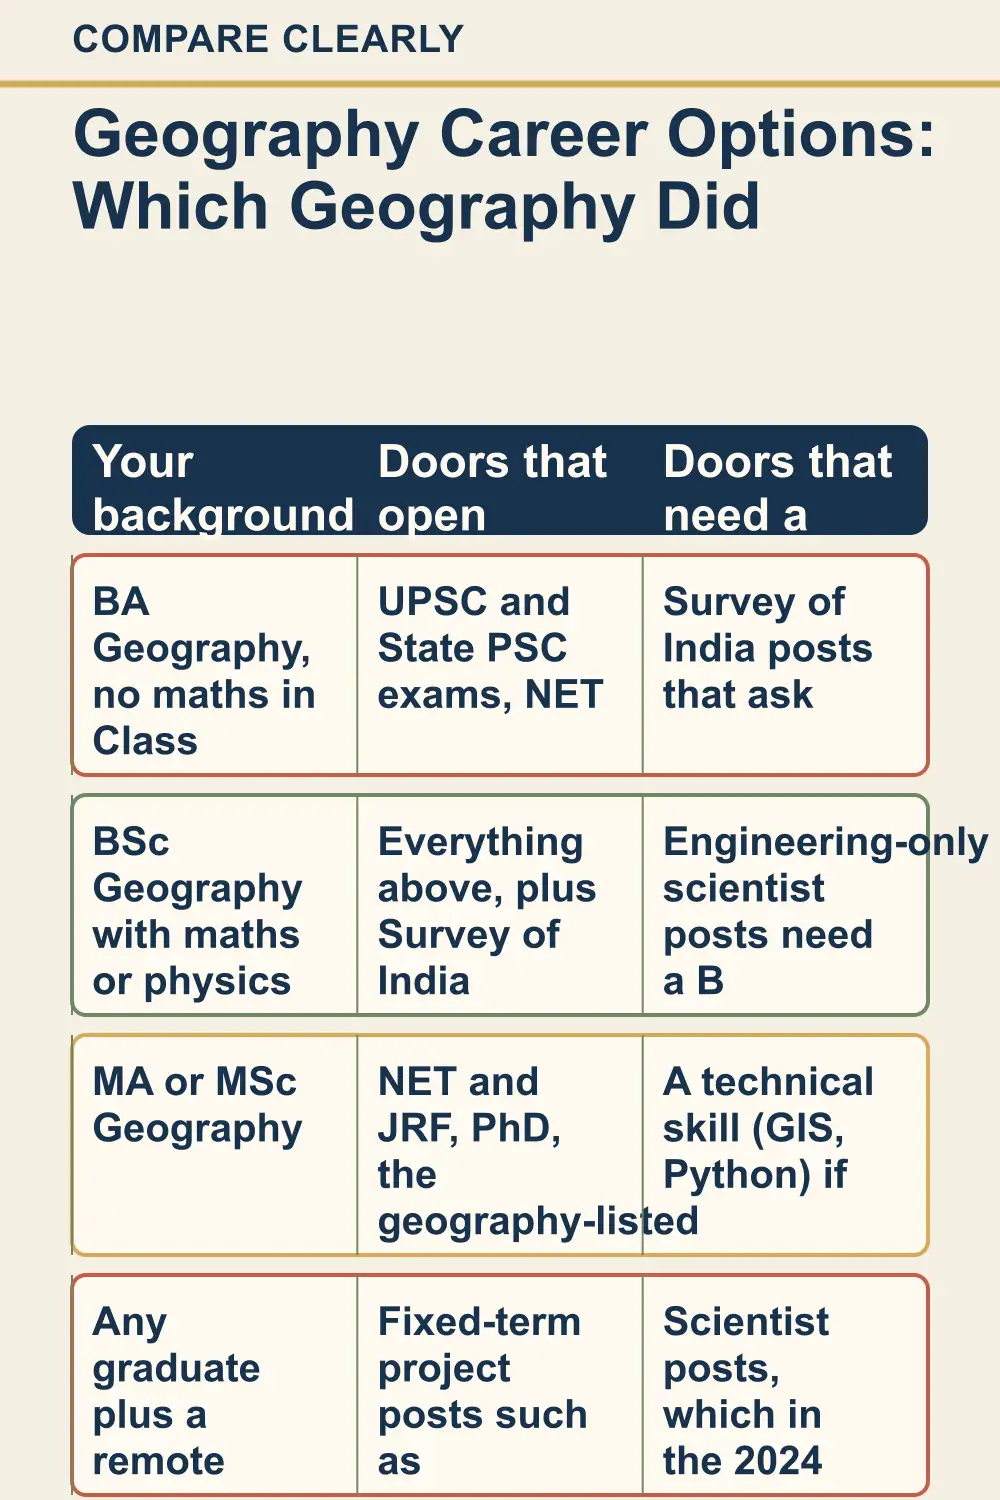 COMPARE CLEARLY
Geography Career Options:
Which Geography Did
Your
background
Doors that
open
Doors that
need a
BA
Geography,
no maths in
Class
UPSC and
State PSC
exams, NET
Survey of
India posts
that ask
BSc
Geography
with maths
or physics
Everything
above, plus
Survey of
India
Engineering-only
scientist
posts need
a B
MA or MSc
Geography
NET and
JRF, PhD,
the
geography-listed
A technical
skill (GIS,
Python) if
Any
graduate
plus a
remote
Fixed-term
project
posts such
as
Scientist
posts,
which in
the 2024